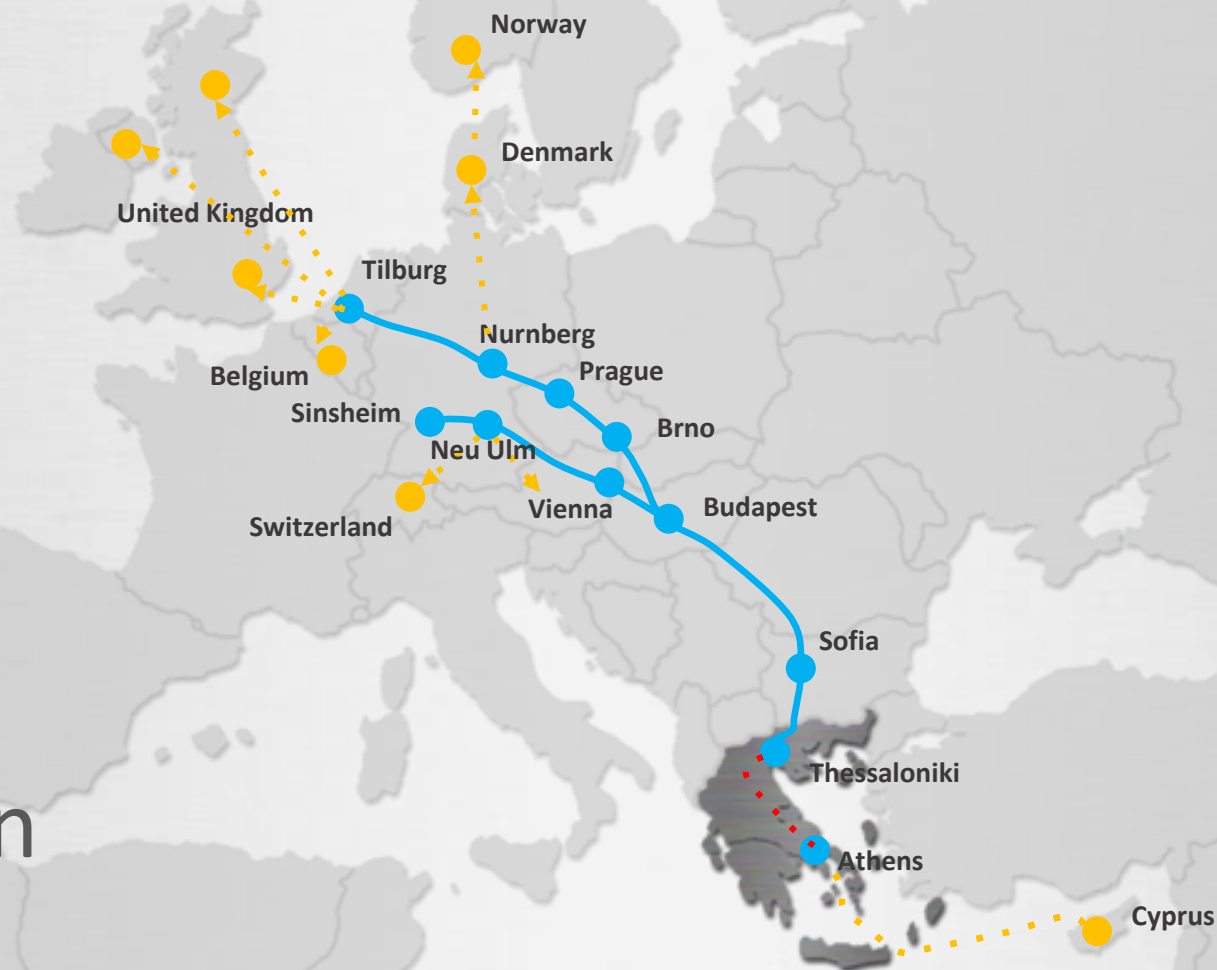 Norway
Denmark
United Kingdom
Tilburg
Nurnberg
Belgium
Prague
Sinsheim
Brno
Neu Ulm
Vienna
Budapest
Switzerland
Sofia
Thessaloniki
n
Athens
Cyprus